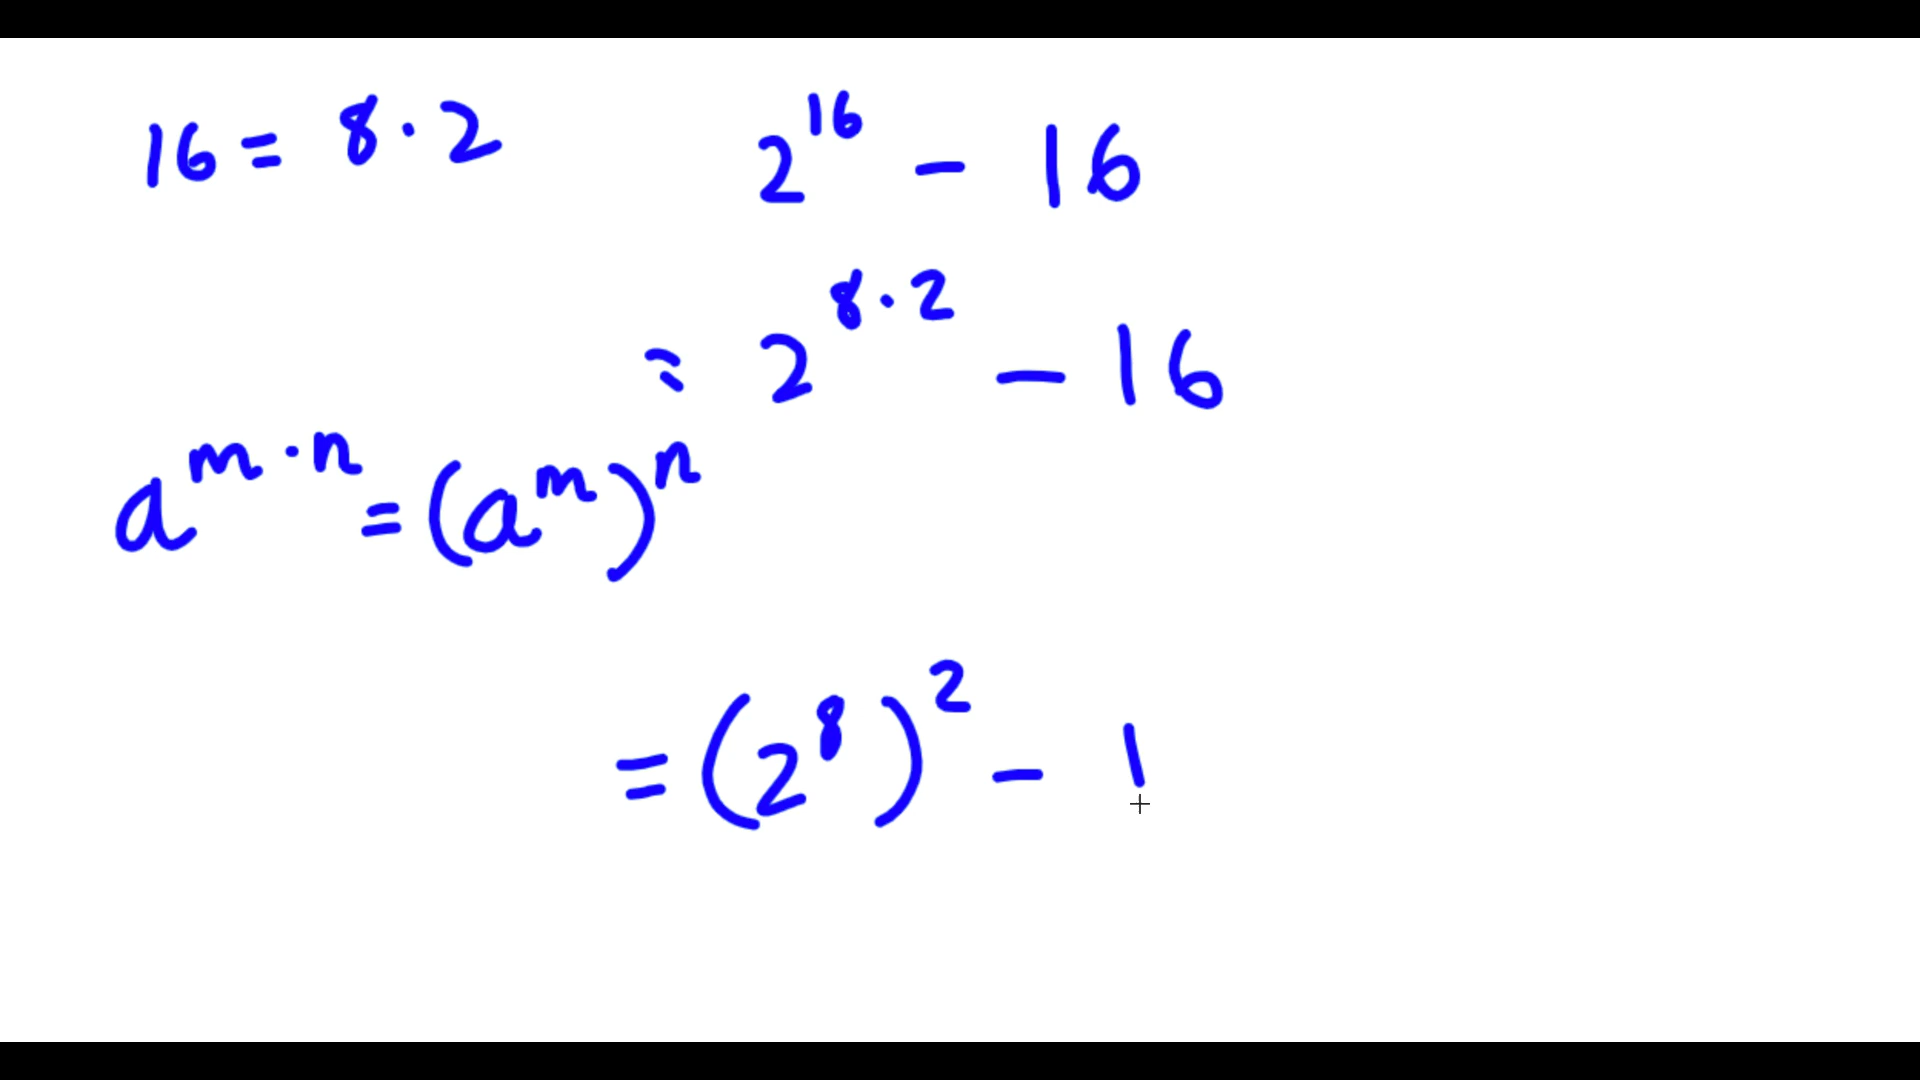 16 = 8 · 2
2^16 - 16
= 2^8·2 - 16
a^m·n = (a^m)^n
= (2^8)^2 - 1